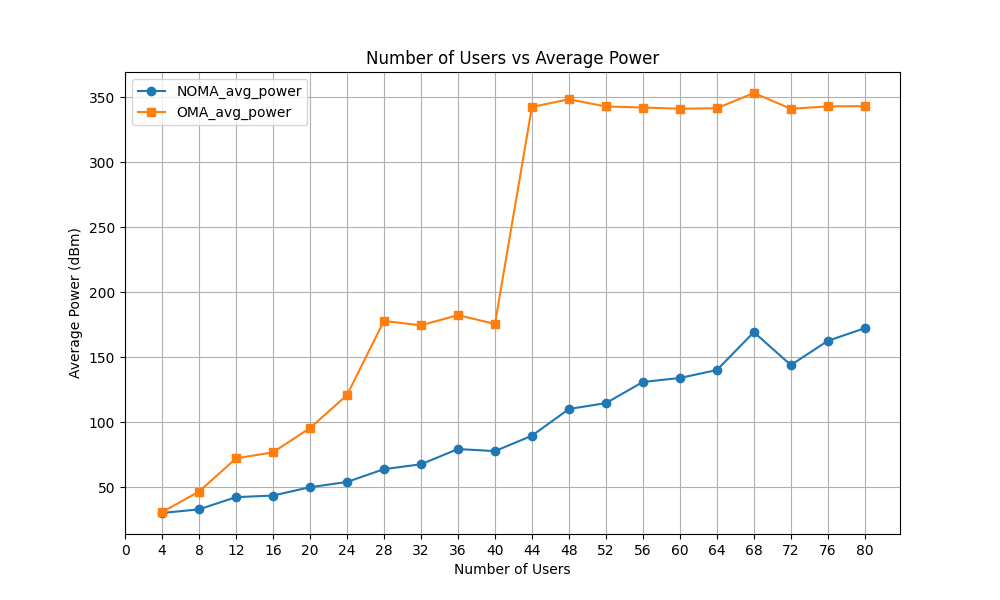 Number of Users vs Average Power
NOMA_avg_power
OMA_avg_power
Average Power (dBm)
350
300
250
200
150
100
50
0 4 8 12 16 20 24 28 32 36 40 44 48 52 56 60 64 68 72 76 80
Number of Users